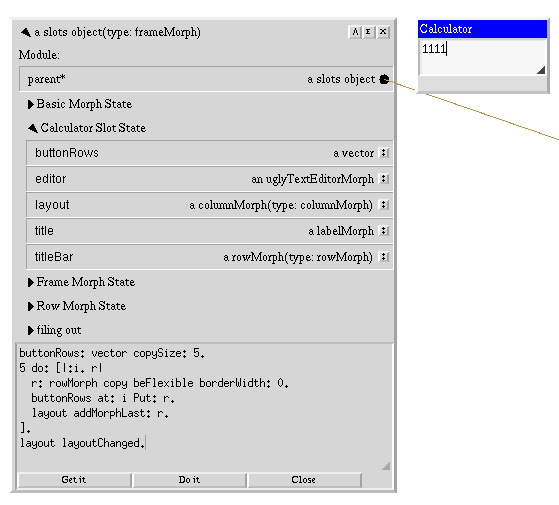 a slots object(type: frameMorph)
A E X
Module:
parent* a slots object
Basic Morph State
Calculator Slot State
buttonRows a vector
editor an uglyTextEditorMorph
layout a columnMorph(type: columnMorph)
title a labelMorph
titleBar a rowMorph(type: rowMorph)
Frame Morph State
Row Morph State
filing out
buttonRows: vector copySize: 5.
5 do: [|:i. r|
r: rowMorph copy beFlexible borderWidth: 0.
buttonRows at: i Put: r.
layout addMorphLast: r.
].
layout layoutChanged.
Get it Do it Close
Calculator
1111